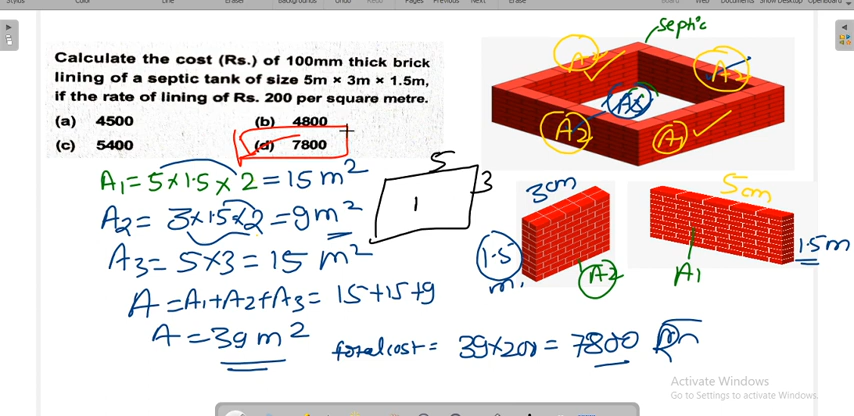 Calculate the cost (Rs.) of 100mm thick brick
lining of a septic tank of size 5m × 3m × 1.5m,
if the rate of lining of Rs. 200 per square metre.
(a) 4500 (b) 4800
(c) 5400 (d) 7800
septic
A2
A1
5
3
1
A1 = 5 x 1.5 x 2 = 15 m2
A2 = 3 x 1.5 x 2 = 9 m2
A3 = 5 x 3 = 15 m2
A = A1 + A2 + A3 = 15 + 15 + 9
A = 39 m2
total cost = 39 x 200 = 7800
3cm
1.5
m
A2
5cm
1.5m
A1
Activate Windows
Go to Settings to activate Windows.